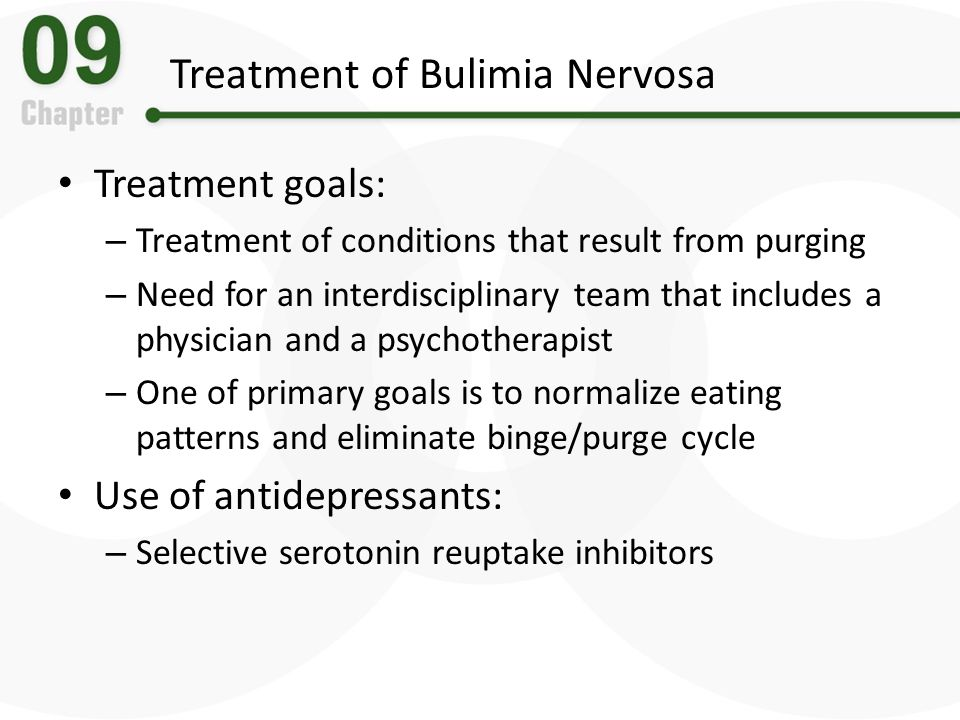 09
Chapter
Treatment of Bulimia Nervosa
• Treatment goals:
– Treatment of conditions that result from purging
– Need for an interdisciplinary team that includes a
physician and a psychotherapist
– One of primary goals is to normalize eating
patterns and eliminate binge/purge cycle
• Use of antidepressants:
– Selective serotonin reuptake inhibitors